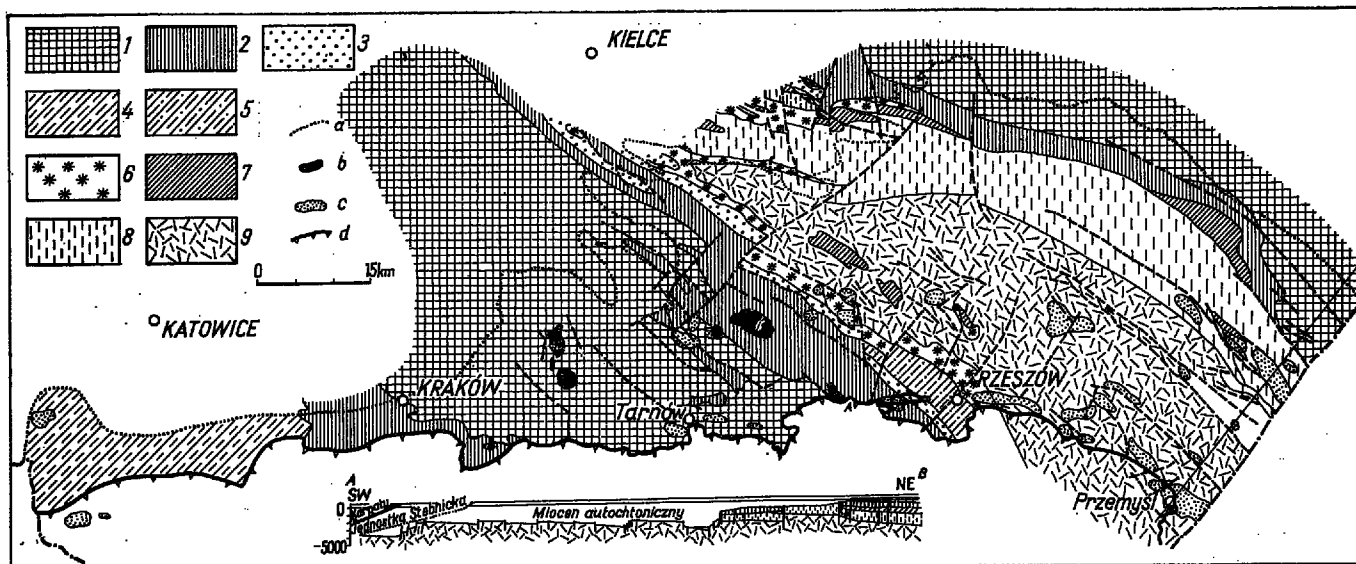 1 2 3
KIELCE
4 5
a
6 7
b
c
8 9
d
0 15km
KATOWICE
KRAKÓW
Tarnów
RZESZÓW
A
Przemyśl
A
SW
NE B
0
Karpaty
Jednostka Stebnicka
Miocen autochtoniczny
-5000